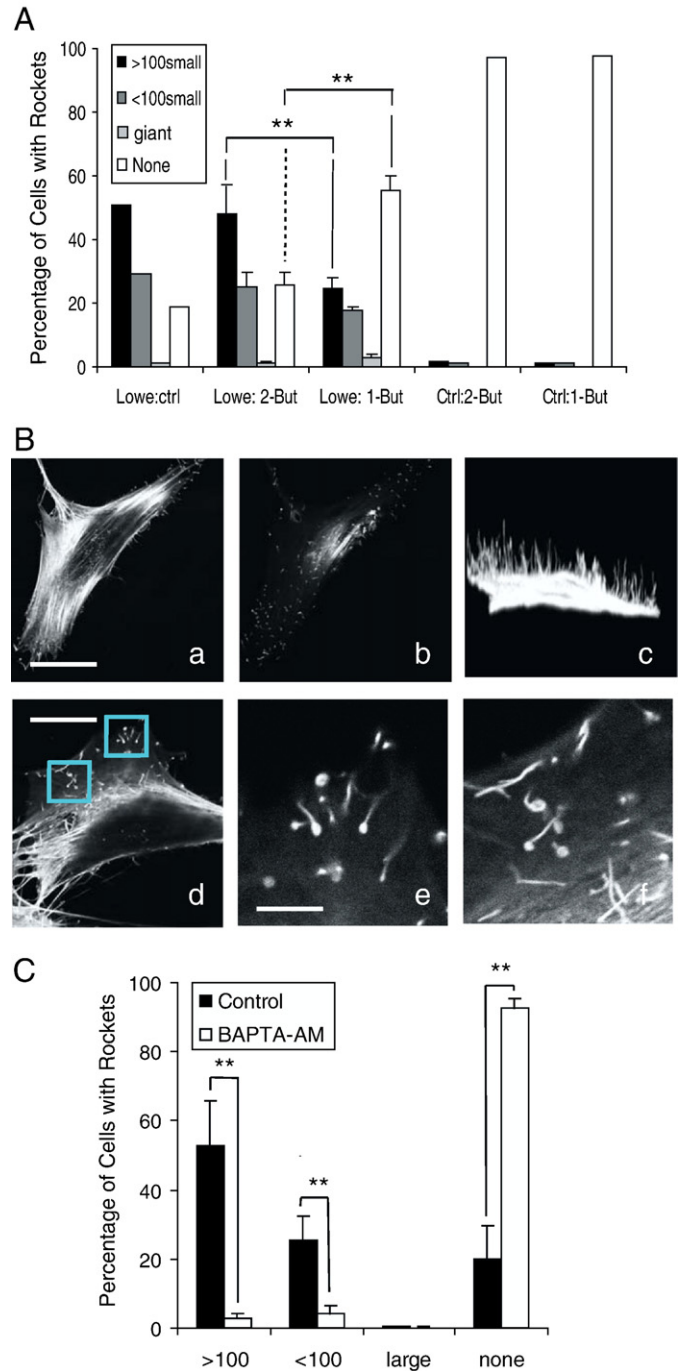 A
Percentage of Cells with Rockets
100
80
60
40
20
0
>100small
<100small
giant
None
**
**
Lowe:ctrl
Lowe: 2-But
Lowe: 1-But
Ctrl:2-But
Ctrl:1-But
B
a
b
c
d
e
f
C
Percentage of Cells with Rockets
100
80
60
40
20
0
Control
BAPTA-AM
**
**
**
>100
<100
large
none